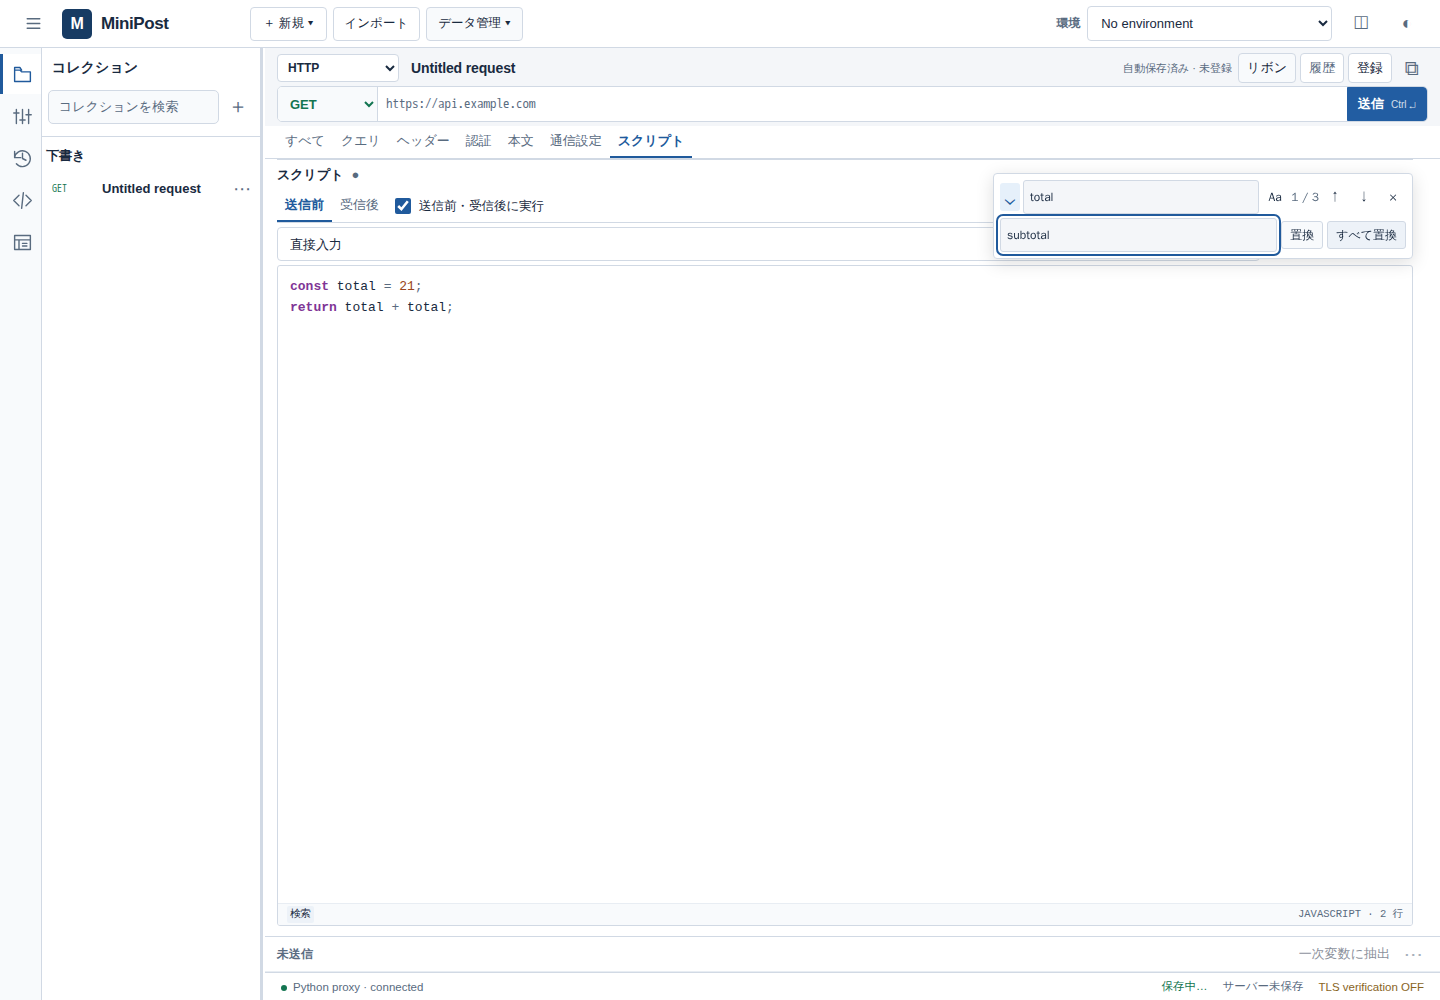 M MiniPost ＋ 新規 ▾ インポート データ管理 ▾ 環境 No environment
コレクション
コレクションを検索 ＋
下書き
GET Untitled request ···
HTTP Untitled request 自動保存済み · 未登録 リボン 履歴 登録
GET https://api.example.com 送信 Ctrl ⏎
すべて クエリ ヘッダー 認証 本文 通信設定 スクリプト
スクリプト ●
送信前 受信後 送信前・受信後に実行
直接入力
total Aa 1 / 3 ↑ ↓ ×
subtotal 置換 すべて置換
const total = 21;
return total + total;
検索 JAVASCRIPT · 2 行
未送信 一次変数に抽出 ···
Python proxy · connected 保存中… サーバー未保存 TLS verification OFF